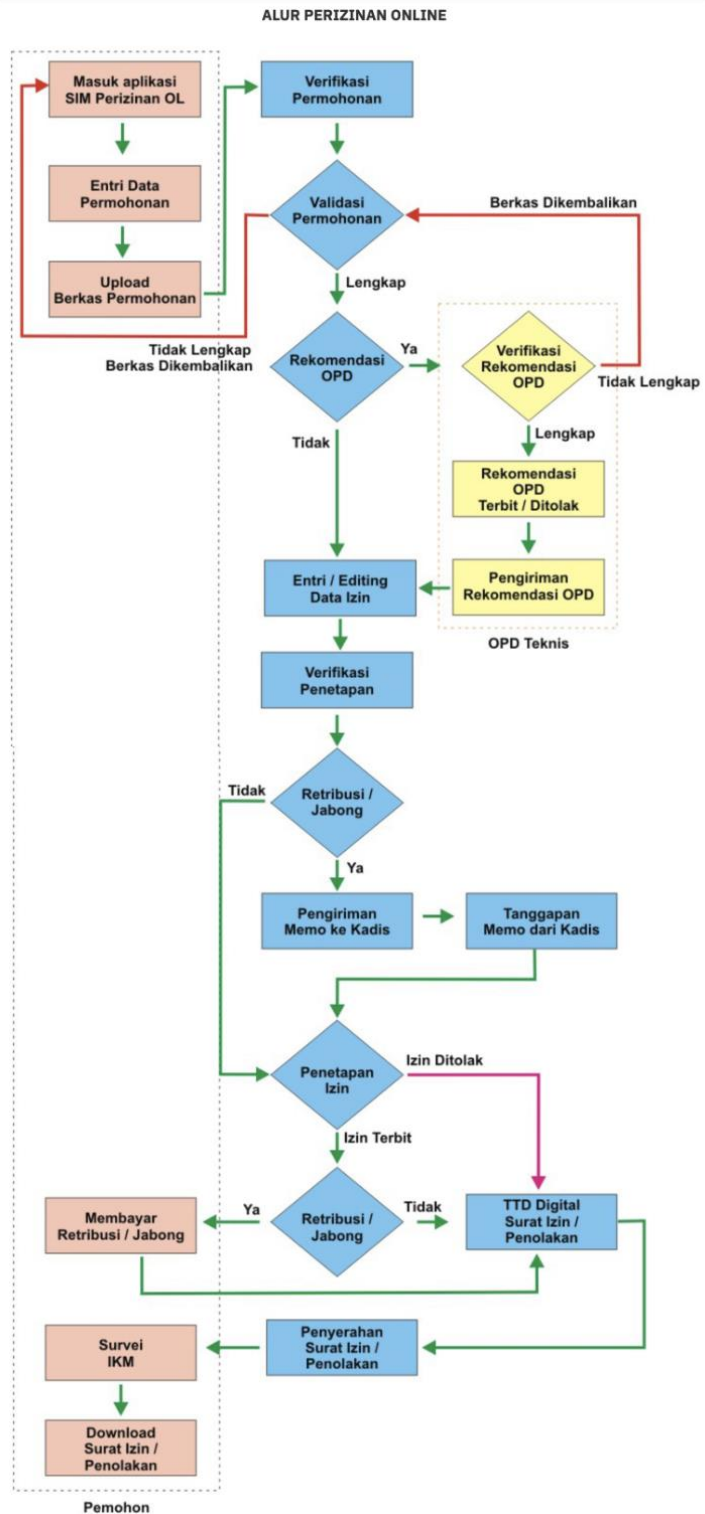 ALUR PERIZINAN ONLINE
Masuk aplikasi
SIM Perizinan OL
Entri Data
Permohonan
Upload
Berkas Permohonan
Verifikasi
Permohonan
Validasi
Permohonan
Berkas Dikembalikan
Lengkap
Tidak Lengkap
Berkas Dikembalikan
Rekomendasi
OPD
Ya
Verifikasi
Rekomendasi
OPD
Tidak Lengkap
Tidak
Lengkap
Rekomendasi
OPD
Terbit / Ditolak
Pengiriman
Rekomendasi OPD
OPD Teknis
Entri / Editing
Data Izin
Verifikasi
Penetapan
Tidak
Retribusi /
Jabong
Ya
Pengiriman
Memo ke Kadis
Tanggapan
Memo dari Kadis
Penetapan
Izin
Izin Ditolak
Izin Terbit
Membayar
Retribusi / Jabong
Ya
Retribusi /
Jabong
Tidak
TTD Digital
Surat Izin /
Penolakan
Survei
IKM
Penyerahan
Surat Izin /
Penolakan
Download
Surat Izin /
Penolakan
Pemohon